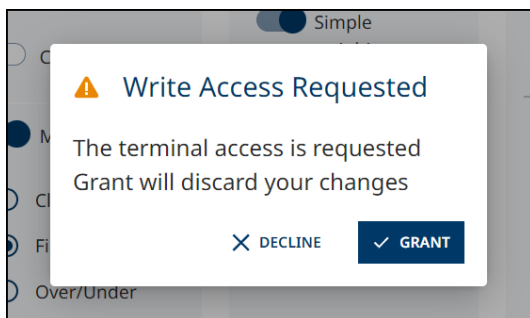 Simple
Write Access Requested
The terminal access is requested
Grant will discard your changes
DECLINE
GRANT
Over/Under